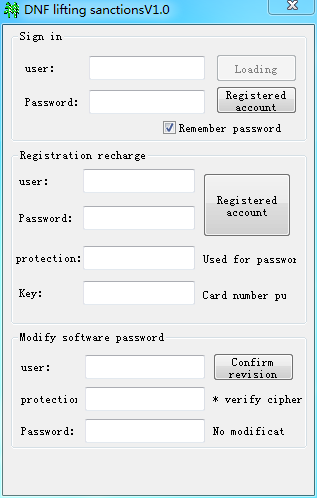 DNF lifting sanctionsV1.0
Sign in
user:
Loading
Password:
Registered
account
Remember password
Registration recharge
user:
Registered
account
Password:
protection:
Used for passwor
Key:
Card number pu
Modify software password
user:
Confirm
revision
protection
* verify cipher
Password:
No modificat